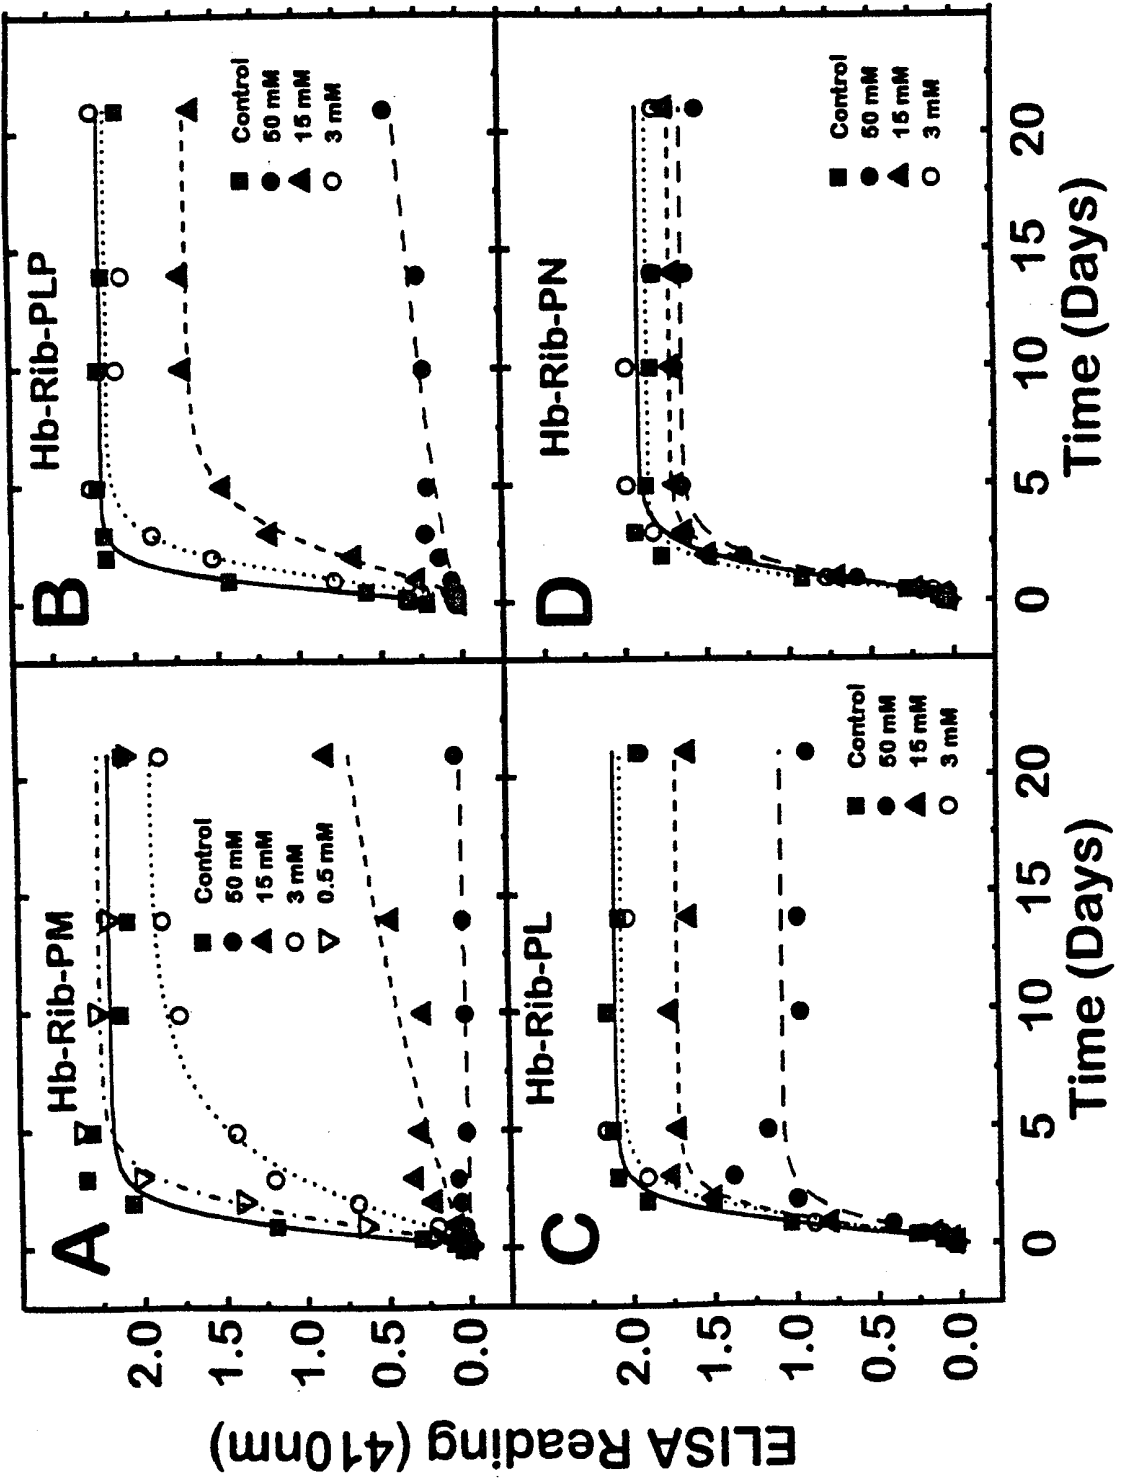 ELISA Reading (410nm)
A
Hb-Rib-PM
Control
50 mM
15 mM
3 mM
0.5 mM
2.0
1.5
1.0
0.5
0.0
B
Hb-Rib-PLP
Control
50 mM
15 mM
3 mM
C
Hb-Rib-PL
Control
50 mM
15 mM
3 mM
2.0
1.5
1.0
0.5
0.0
0 5 10 15 20
Time (Days)
D
Hb-Rib-PN
Control
50 mM
15 mM
3 mM
0 5 10 15 20
Time (Days)